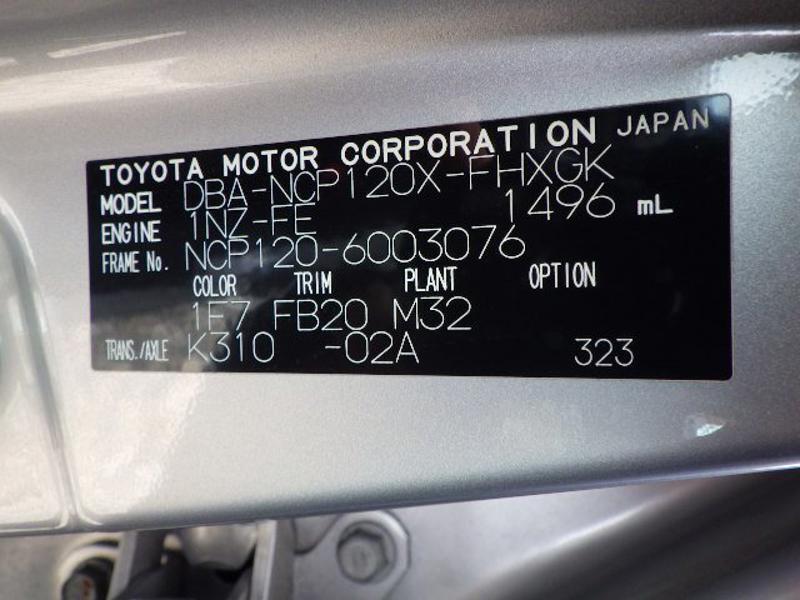 TOYOTA MOTOR CORPORATION JAPAN
MODEL DBA-NCP120X-FHXGK
ENGINE 1NZ-FE 1496 mL
FRAME No. NCP120-6003076
COLOR TRIM PLANT OPTION
1F7 FB20 M32
TRANS./AXLE K310 -02A 323